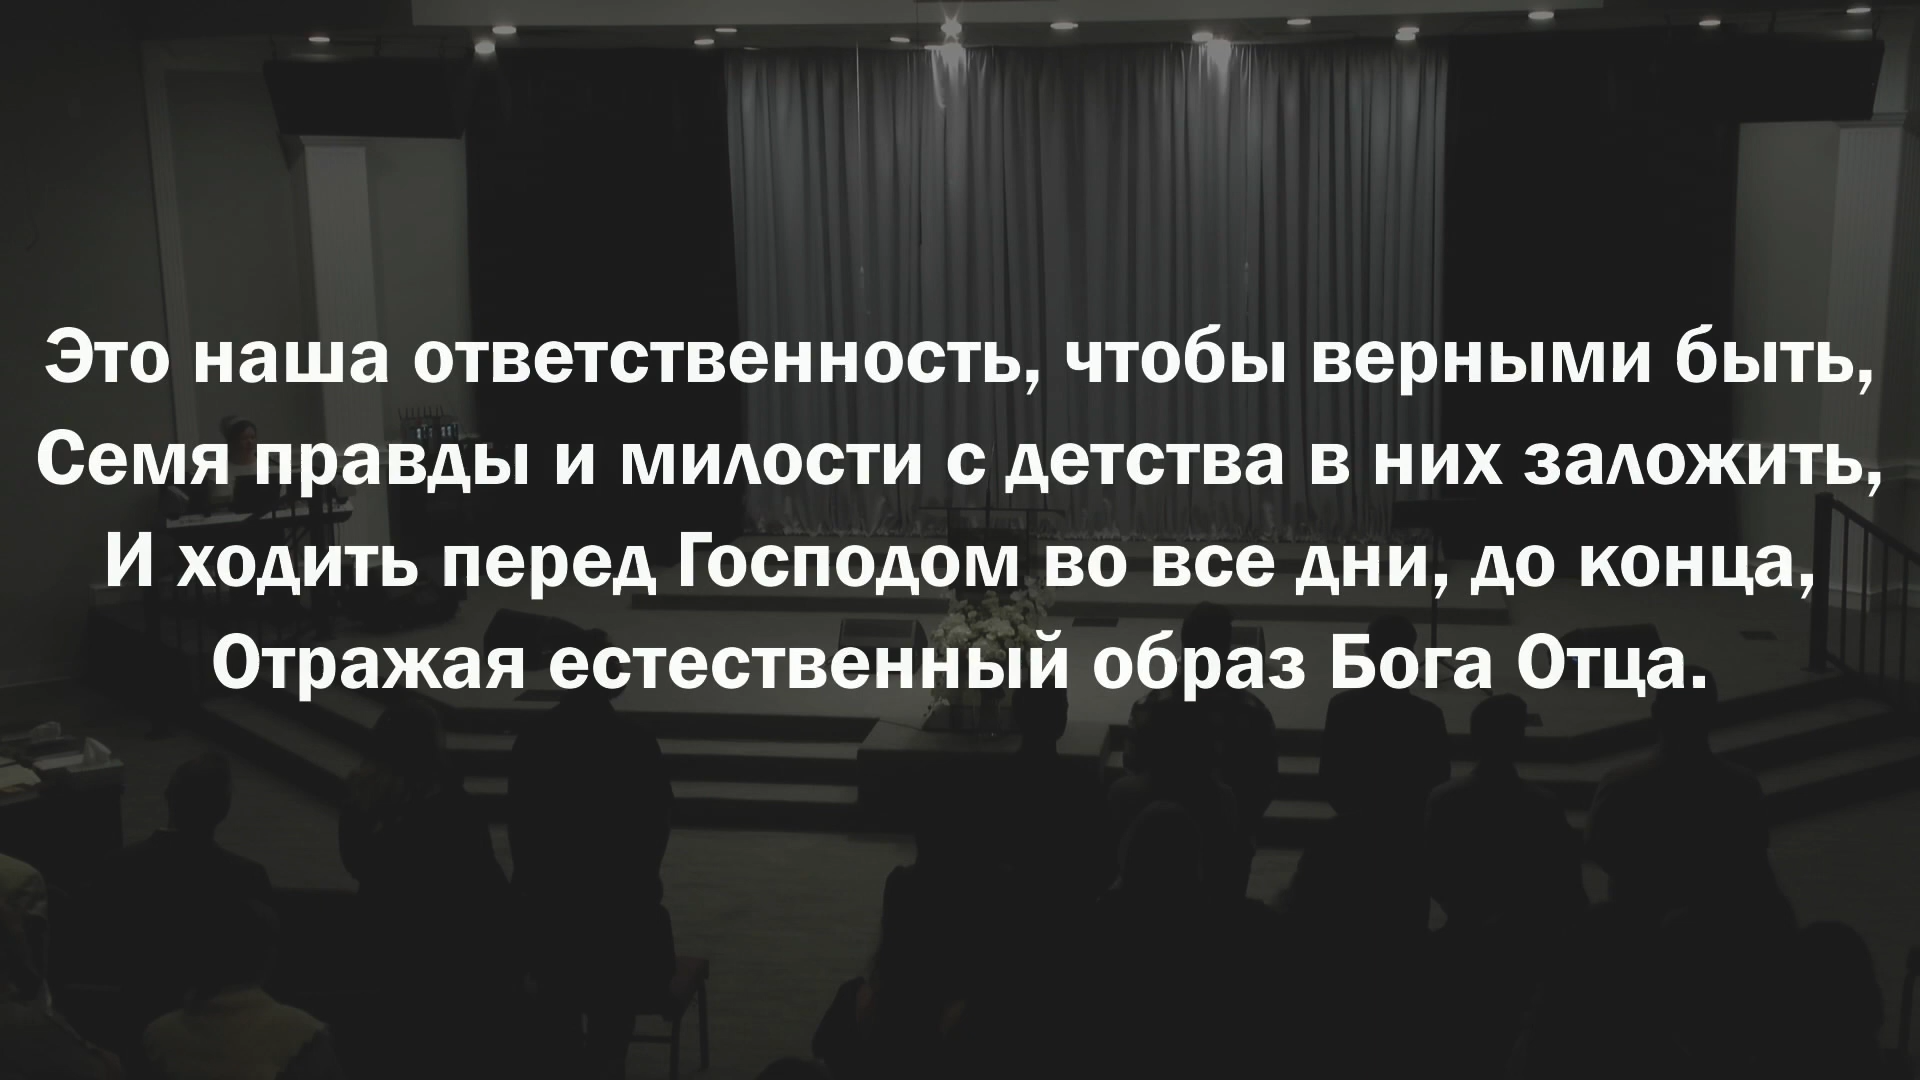 Это наша ответственность, чтобы верными быть,
Семя правды и милости с детства в них заложить,
И ходить перед Господом во все дни, до конца,
Отражая естественный образ Бога Отца.